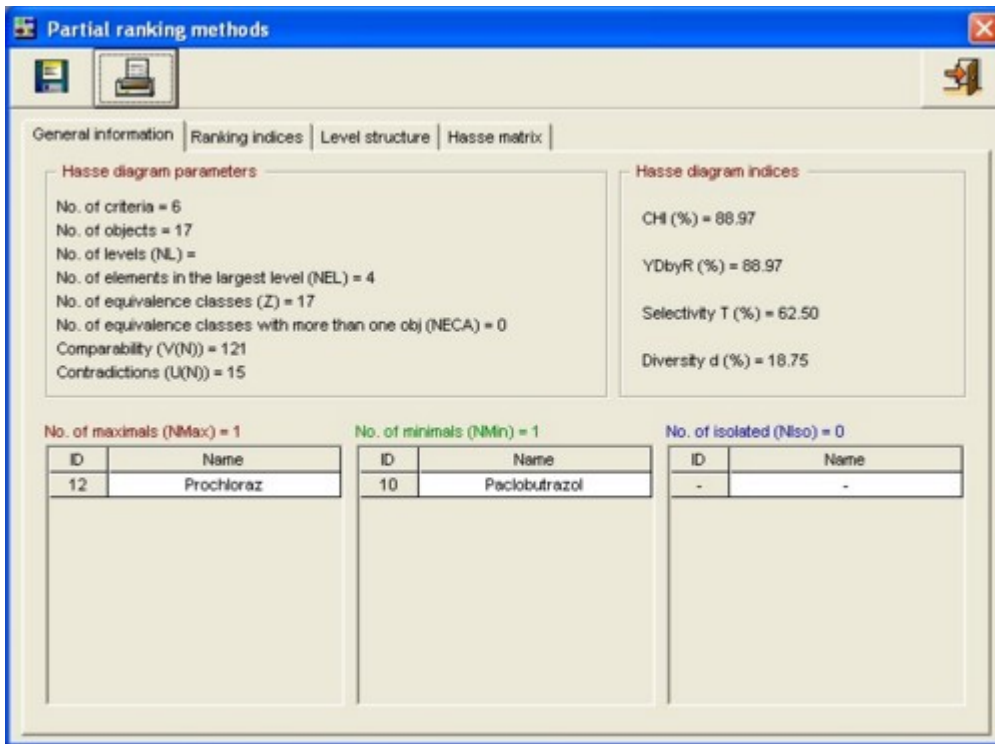 Partial ranking methods
General information Ranking indices Level structure Hasse matrix
Hasse diagram parameters
No. of criteria = 6
No. of objects = 17
No. of levels (NL) =
No. of elements in the largest level (NEL) = 4
No. of equivalence classes (Z) = 17
No. of equivalence classes with more than one obj (NECA) = 0
Comparability (V(N)) = 121
Contradictions (U(N)) = 15
Hasse diagram indices
CHI (%) = 88.97
YDbyR (%) = 88.97
Selectivity T (%) = 62.50
Diversity d (%) = 18.75
No. of maximals (NMax) = 1
ID Name
12 Prochloraz
No. of minimals (NMin) = 1
ID Name
10 Paclobutrazol
No. of isolated (NIso) = 0
ID Name
- -